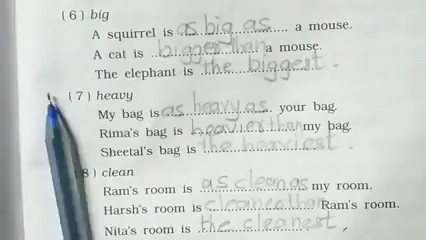 (6) big
A squirrel is as big as a mouse.
A cat is bigger than a mouse.
The elephant is the biggest.
(7) heavy
My bag is as heavy as your bag.
Rima's bag is heavier than my bag.
Sheetal's bag is the heaviest.
8) clean
Ram's room is as clean as my room.
Harsh's room is cleaner than Ram's room.
Nita's room is the cleanest.